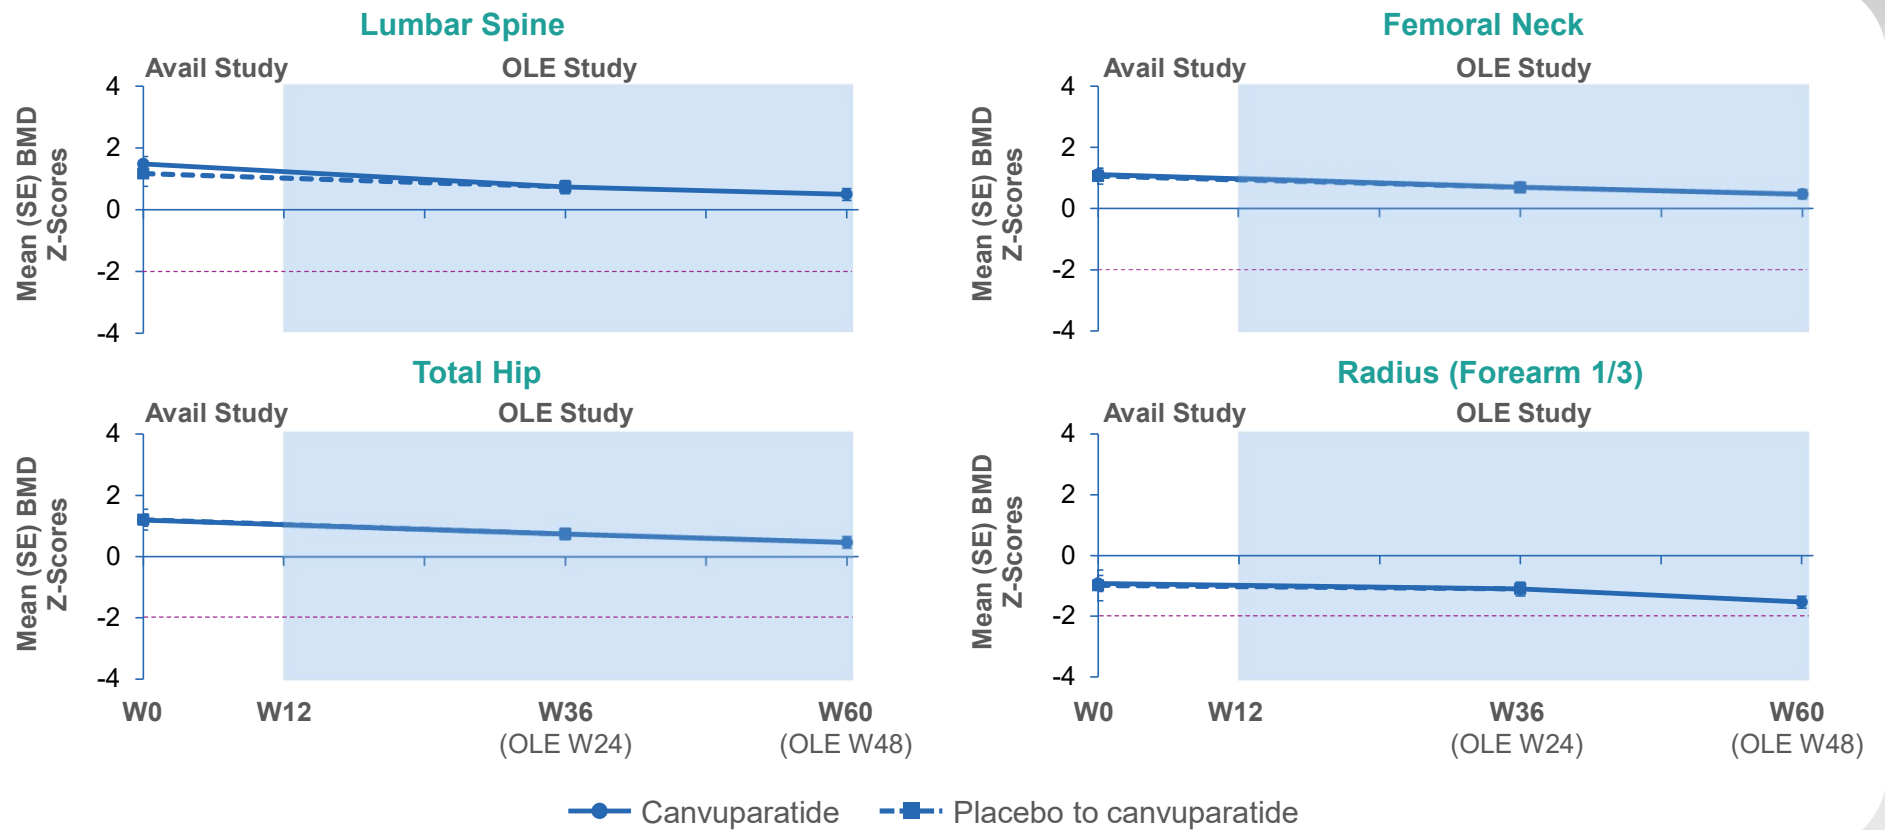 Lumbar Spine
Avail Study
OLE Study
Mean (SE) BMD
Z-Scores
4
2
0
-2
-4
Femoral Neck
Avail Study
OLE Study
Mean (SE) BMD
Z-Scores
4
2
0
-2
-4
Total Hip
Avail Study
OLE Study
Mean (SE) BMD
Z-Scores
4
2
0
-2
-4
W0
W12
W36
(OLE W24)
W60
(OLE W48)
Radius (Forearm 1/3)
Avail Study
OLE Study
Mean (SE) BMD
Z-Scores
4
2
0
-2
-4
W0
W12
W36
(OLE W24)
W60
(OLE W48)
Canvuparatide
Placebo to canvuparatide